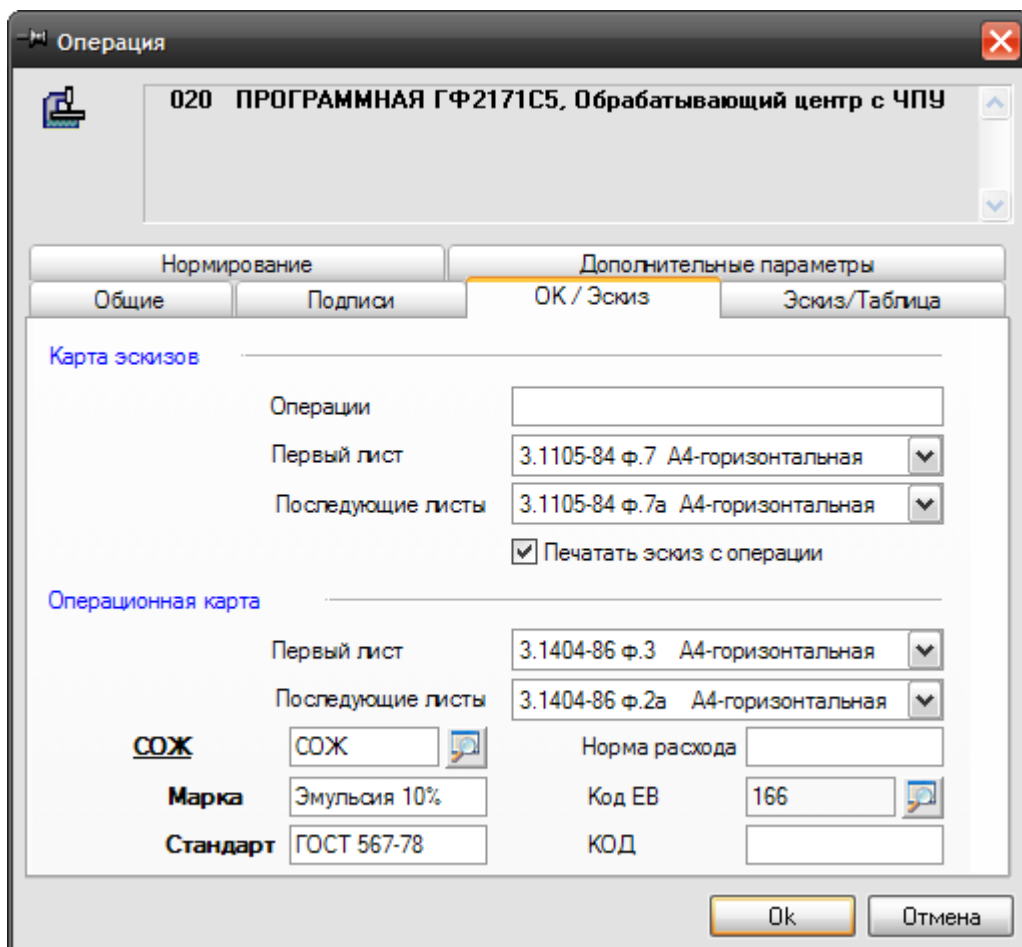 Операция
020 ПРОГРАММНАЯ ГФ2171С5, Обрабатывающий центр с ЧПУ
Нормирование Дополнительные параметры
Общие Подписи ОК / Эскиз Эскиз/Таблица
Карта эскизов
Операции
Первый лист 3.1105-84 ф.7 А4-горизонтальная
Последующие листы 3.1105-84 ф.7а А4-горизонтальная
Печатать эскиз с операции
Операционная карта
Первый лист 3.1404-86 ф.3 А4-горизонтальная
Последующие листы 3.1404-86 ф.2а А4-горизонтальная
СОЖ СОЖ Норма расхода
Марка Эмульсия 10% Код ЕВ 166
Стандарт ГОСТ 567-78 КОД
Ok Отмена